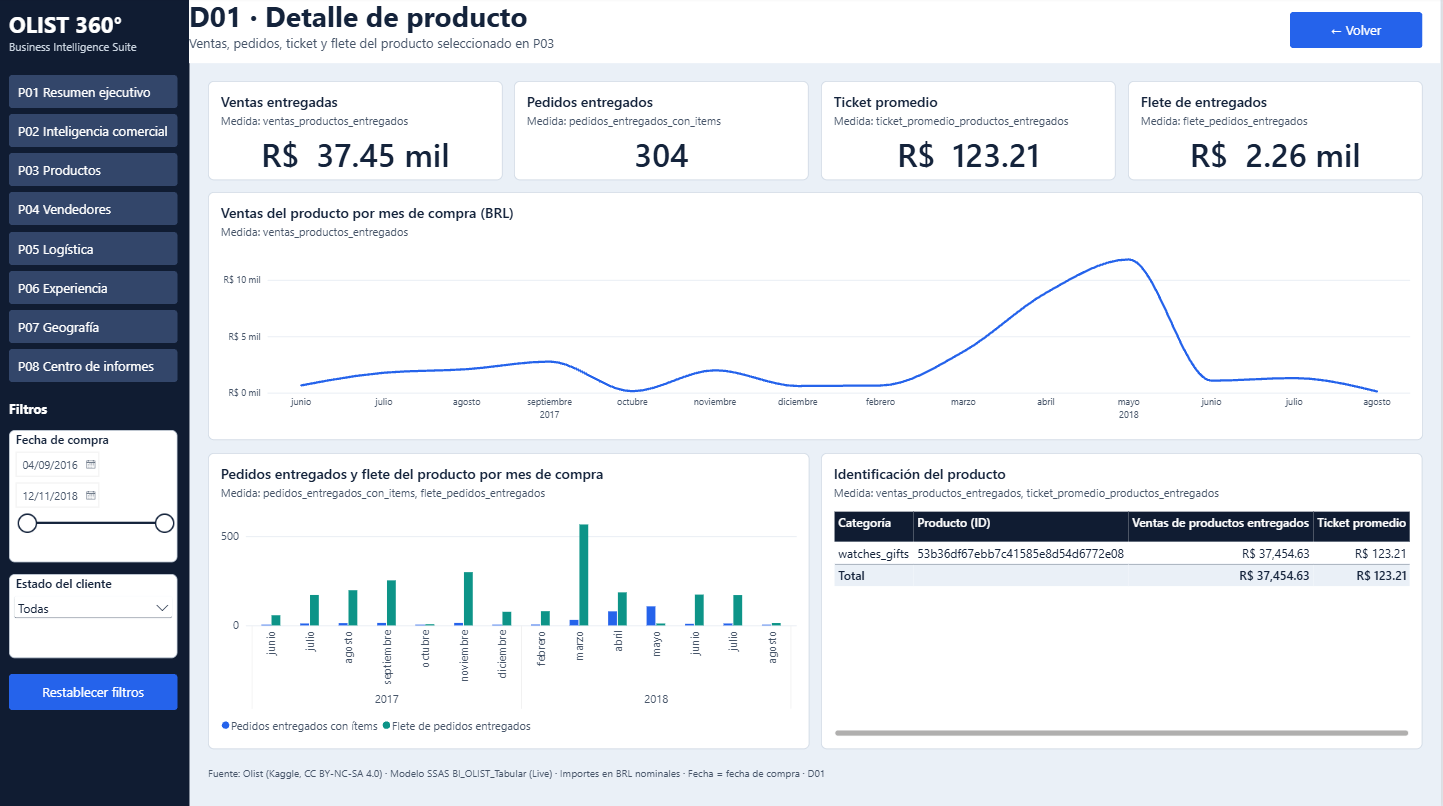 OLIST 360°
Business Intelligence Suite
P01 Resumen ejecutivo
P02 Inteligencia comercial
P03 Productos
P04 Vendedores
P05 Logística
P06 Experiencia
P07 Geografía
P08 Centro de informes
Filtros
Fecha de compra
04/09/2016
12/11/2018
Estado del cliente
Todas
Restablecer filtros
D01 · Detalle de producto
Ventas, pedidos, ticket y flete del producto seleccionado en P03
← Volver
Ventas entregadas
Medida: ventas_productos_entregados
R$ 37.45 mil
Pedidos entregados
Medida: pedidos_entregados_con_items
304
Ticket promedio
Medida: ticket_promedio_productos_entregados
R$ 123.21
Flete de entregados
Medida: flete_pedidos_entregados
R$ 2.26 mil
Ventas del producto por mes de compra (BRL)
Medida: ventas_productos_entregados
R$ 10 mil
R$ 5 mil
R$ 0 mil
junio julio agosto septiembre octubre noviembre diciembre febrero marzo abril mayo junio julio agosto
2017 2018
Pedidos entregados y flete del producto por mes de compra
Medida: pedidos_entregados_con_items, flete_pedidos_entregados
500
0
junio julio agosto septiembre octubre noviembre diciembre febrero marzo abril mayo junio julio agosto
2017 2018
Pedidos entregados con ítems Flete de pedidos entregados
Identificación del producto
Medida: ventas_productos_entregados, ticket_promedio_productos_entregados
Categoría Producto (ID) Ventas de productos entregados Ticket promedio
watches_gifts 53b36df67ebb7c41585e8d54d6772e08 R$ 37,454.63 R$ 123.21
Total R$ 37,454.63 R$ 123.21
Fuente: Olist (Kaggle, CC BY-NC-SA 4.0) · Modelo SSAS BI_OLIST_Tabular (Live) · Importes en BRL nominales · Fecha = fecha de compra · D01